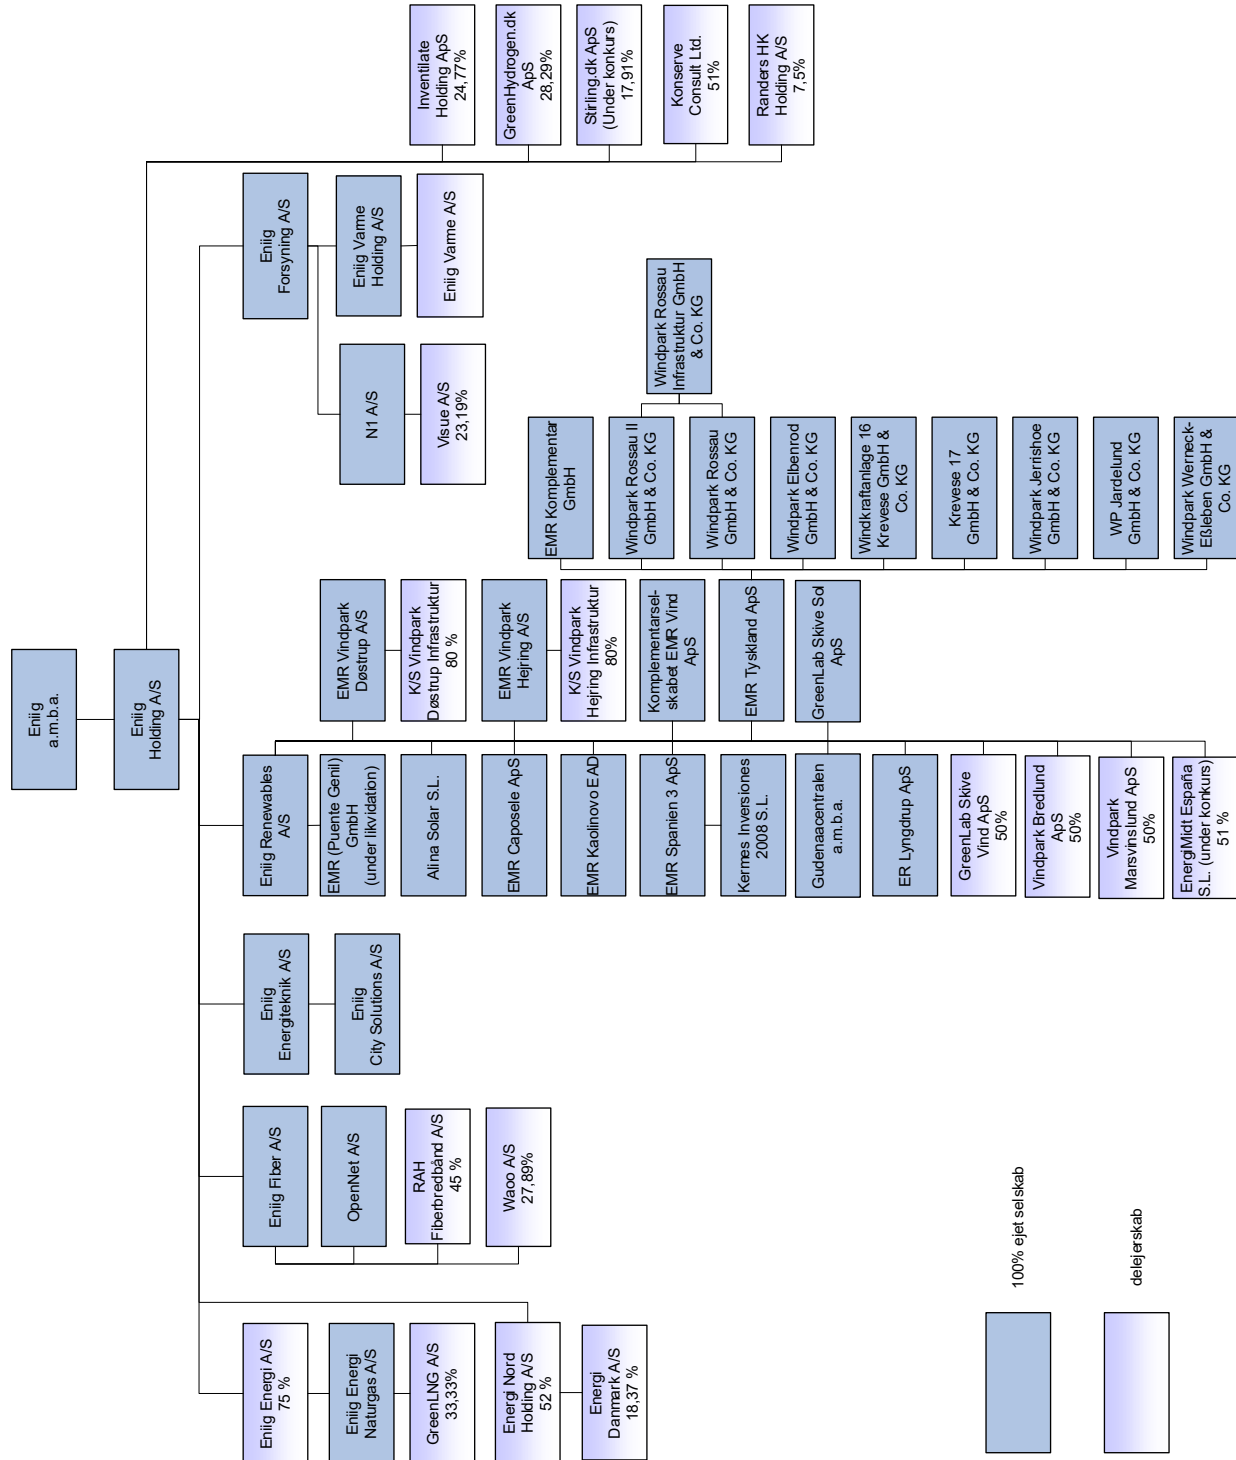 Eniig
a.m.b.a.
Eniig
Holding A/S
Eniig Energi A/S
75 %
Eniig Energi
Naturgas A/S
GreenLNG A/S
33,33%
Energi Nord
Holding A/S
52 %
Energi
Danmark A/S
18,37 %
Eniig Fiber A/S
OpenNet A/S
RAH
Fiberbredbånd A/S
45 %
Waoo A/S
27,89%
Eniig
Energiteknik A/S
Eniig
City Solutions A/S
Eniig Renewables
A/S
EMR (Puente Genil)
GmbH
(under likvidation)
Alina Solar S.L.
EMR Caposele ApS
EMR Kaolinovo EAD
EMR Spanien 3 ApS
Kermes Inversiones
2008 S.L.
Gudenaacentralen
a.m.b.a.
ER Lyngdrup ApS
GreenLab Skive
Vind ApS
50%
Vindpark Bredlund
ApS
50%
Vindpark
Marsvinslund ApS
50%
EnergiMidt España
S.L. (under konkurs)
51 %
EMR Vindpark
Døstrup A/S
K/S Vindpark
Døstrup Infrastruktur
80 %
EMR Vindpark
Hejring A/S
K/S Vindpark
Hejring Infrastruktur
80%
Komplementarsel-
skabet EMR Vind
ApS
EMR Tyskland ApS
GreenLab Skive Sol
ApS
EMR Komplementar
GmbH
Windpark Rossau II
GmbH & Co. KG
Windpark Rossau
GmbH & Co. KG
Windpark Elbenrod
GmbH & Co. KG
Windkraftanlage 16
Krevese GmbH &
Co. KG
Krevese 17
GmbH & Co. KG
Windpark Jerrishoe
GmbH & Co. KG
WP Jardelund
GmbH & Co. KG
Windpark Werneck-
Eßleben GmbH &
Co. KG
Windpark Rossau
Infrastruktur GmbH
& Co. KG
Eniig
Forsyning A/S
N1 A/S
Visue A/S
23,19%
Eniig Varme
Holding A/S
Eniig Varme A/S
Inventilate
Holding ApS
24,77%
GreenHydrogen.dk
ApS
28,29%
Stirling.dk ApS
(Under konkurs)
17,91%
Konserve
Consult Ltd.
51%
Randers HK
Holding A/S
7,5%
100% ejet selskab
delejerskab